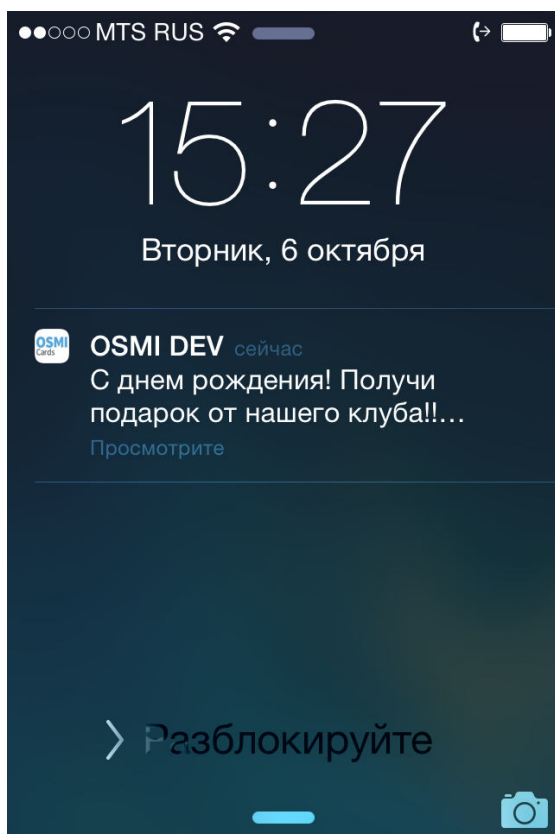 MTS RUS
15:27
Вторник, 6 октября
OSMI Cards
OSMI DEV сейчас
С днем рождения! Получи
подарок от нашего клуба!!...
Просмотрите
Разблокируйте